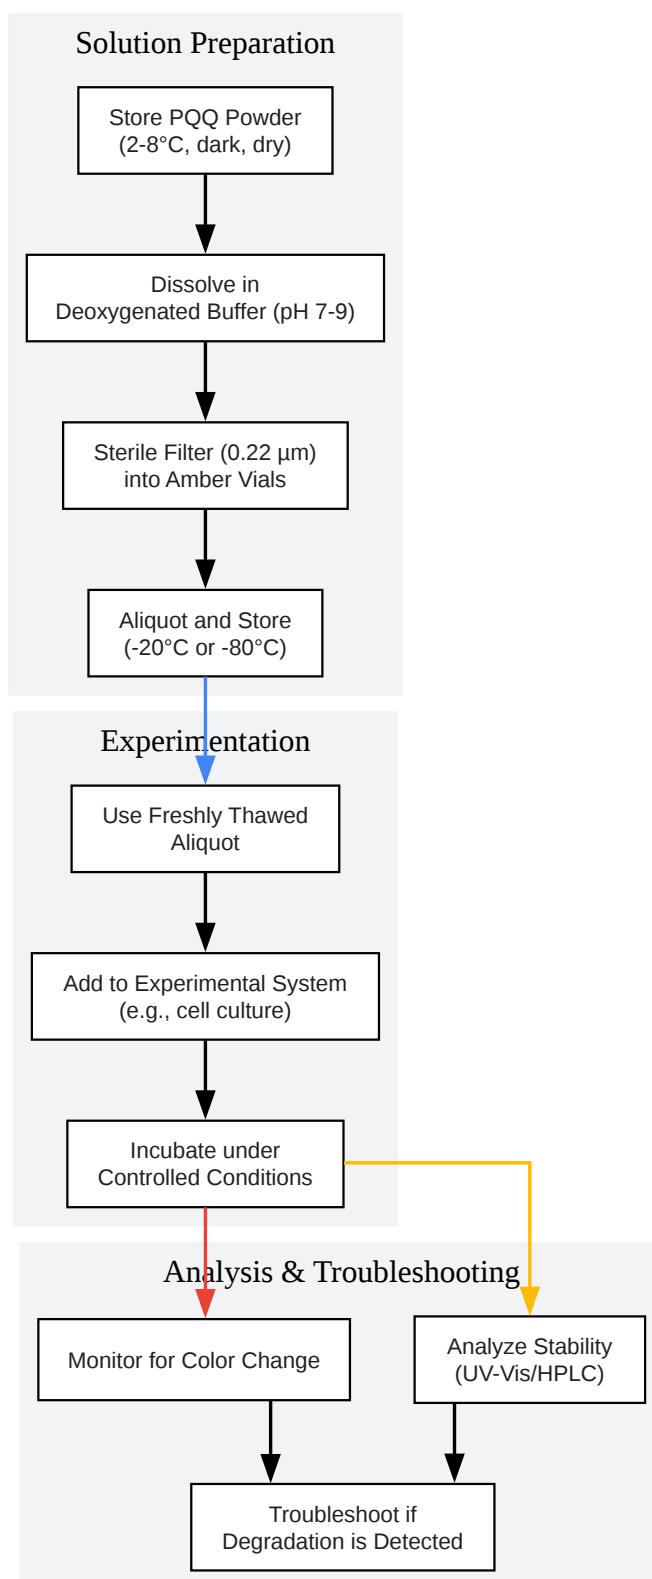 Solution Preparation
Store PQQ Powder
(2-8°C, dark, dry)
Dissolve in
Deoxygenated Buffer (pH 7-9)
Sterile Filter (0.22 µm)
into Amber Vials
Aliquot and Store
(-20°C or -80°C)
Experimentation
Use Freshly Thawed
Aliquot
Add to Experimental System
(e.g., cell culture)
Incubate under
Controlled Conditions
Analysis & Troubleshooting
Monitor for Color Change
Analyze Stability
(UV-Vis/HPLC)
Troubleshoot if
Degradation is Detected